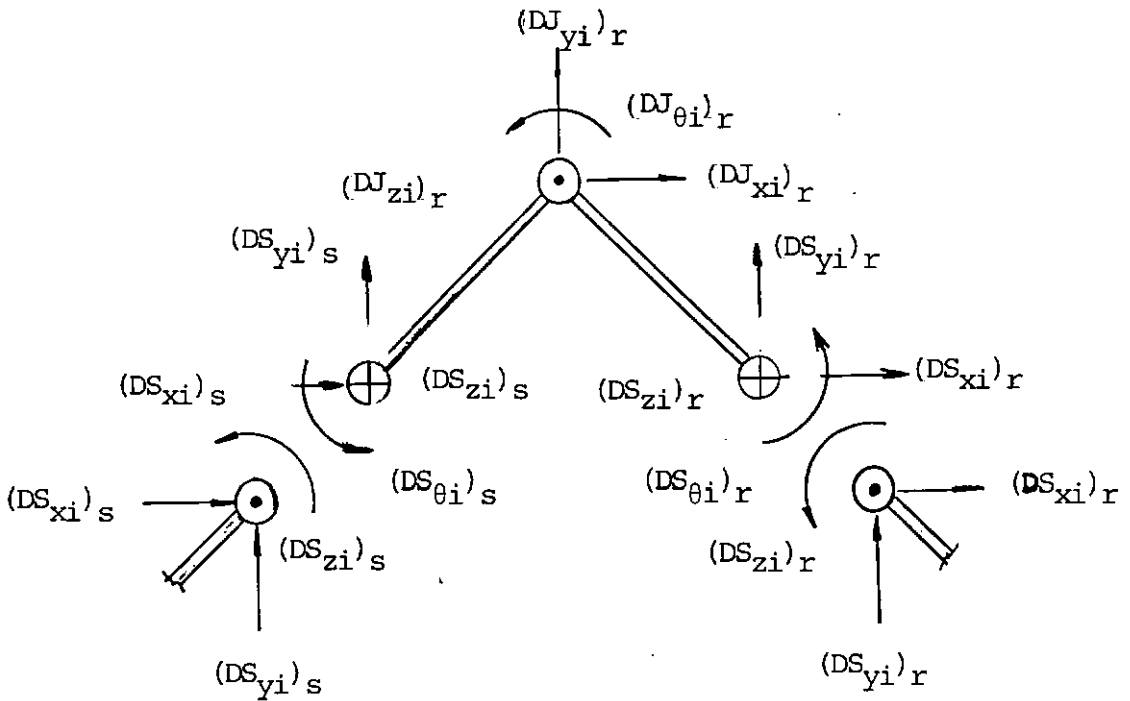 (DJyi)r
(DJθi)r
(DJzi)r
(DJxi)r
(DSyi)s
(DSyi)r
(DSxi)s
(DSzi)s
(DSzi)r
(DSxi)r
(DSxi)s
(DSθi)s
(DSθi)r
(DSxi)r
(DSzi)s
(DSzi)r
(DSyi)s
(DSyi)r